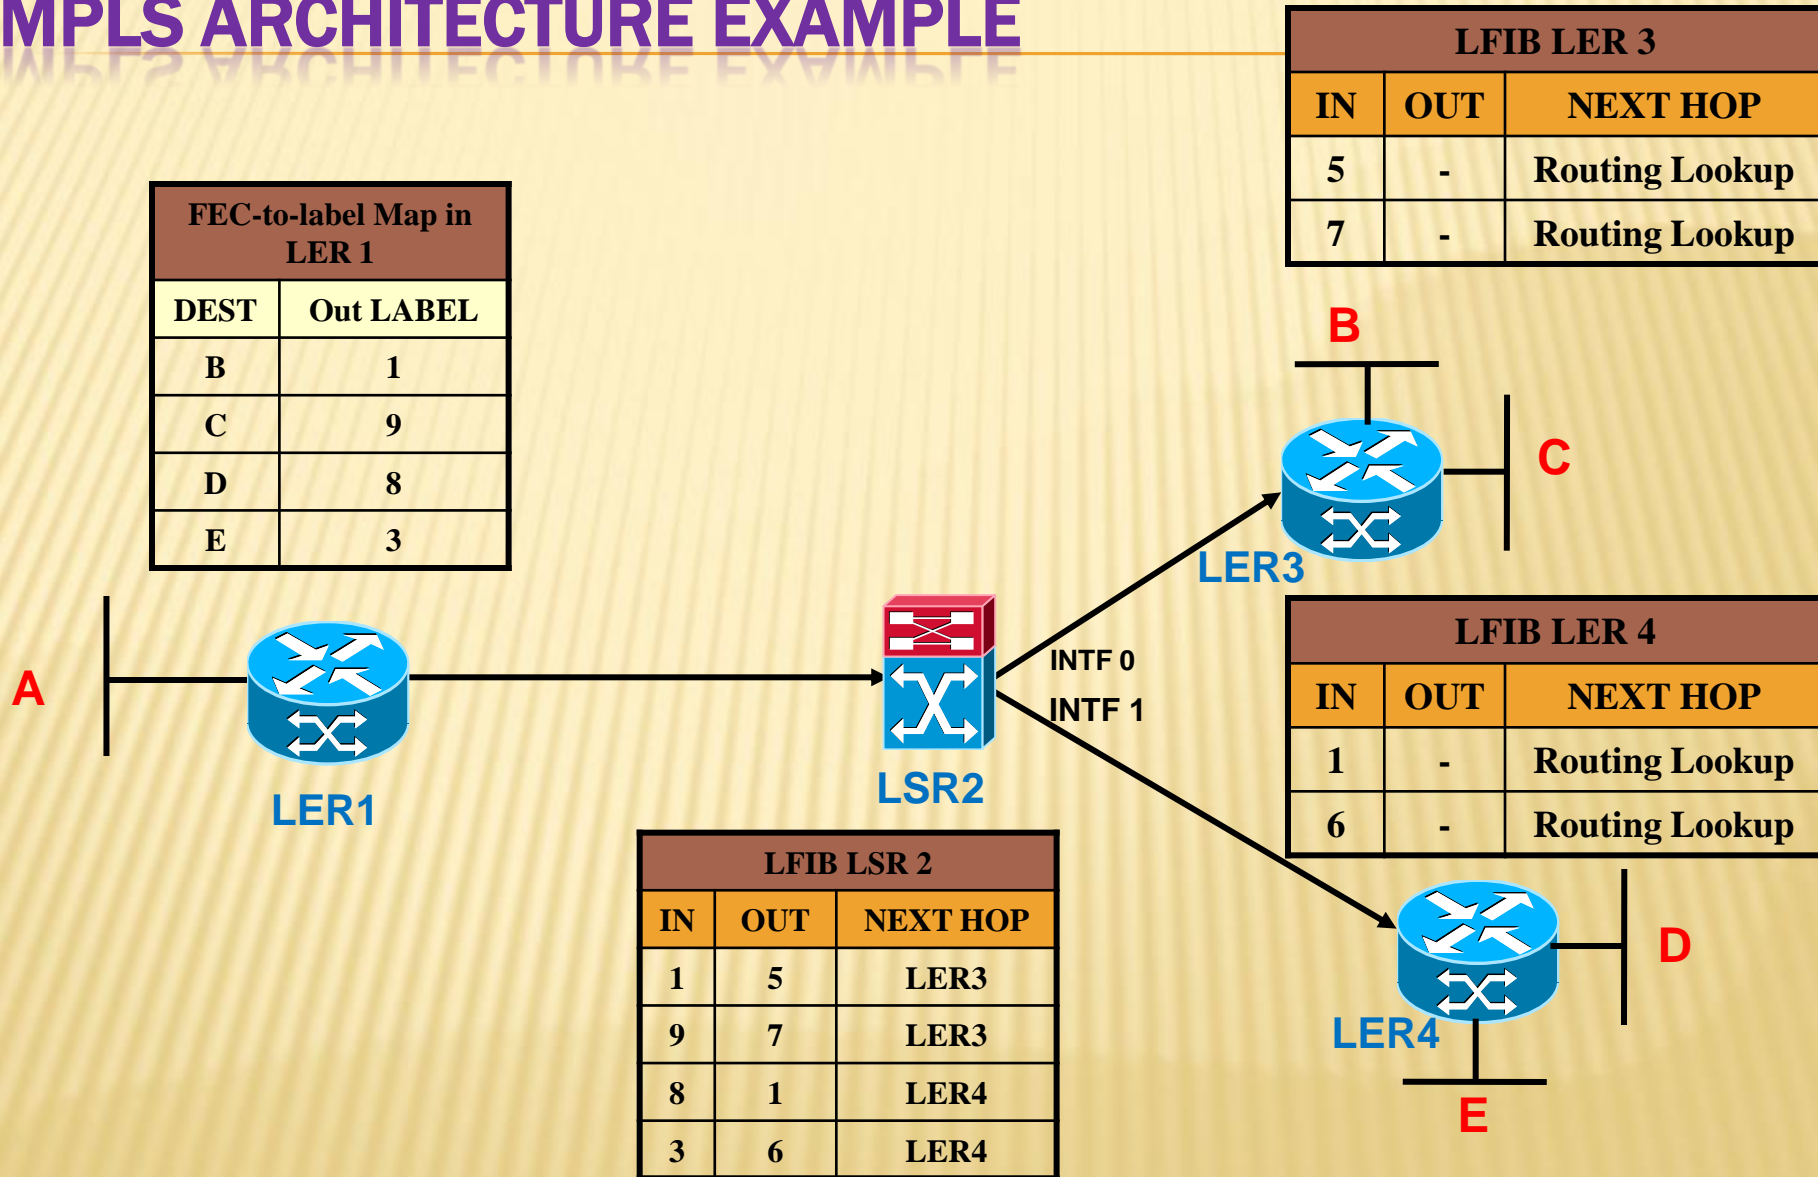 MPLS ARCHITECTURE EXAMPLE
LFIB LER 3
IN OUT NEXT HOP
5 - Routing Lookup
7 - Routing Lookup
FEC-to-label Map in
LER 1
DEST Out LABEL
B 1
C 9
D 8
E 3
B
C
LER3
LFIB LER 4
IN OUT NEXT HOP
1 - Routing Lookup
6 - Routing Lookup
A
LER1
LSR2
INTF 0
INTF 1
LFIB LSR 2
IN OUT NEXT HOP
1 5 LER3
9 7 LER3
8 1 LER4
3 6 LER4
D
LER4
E